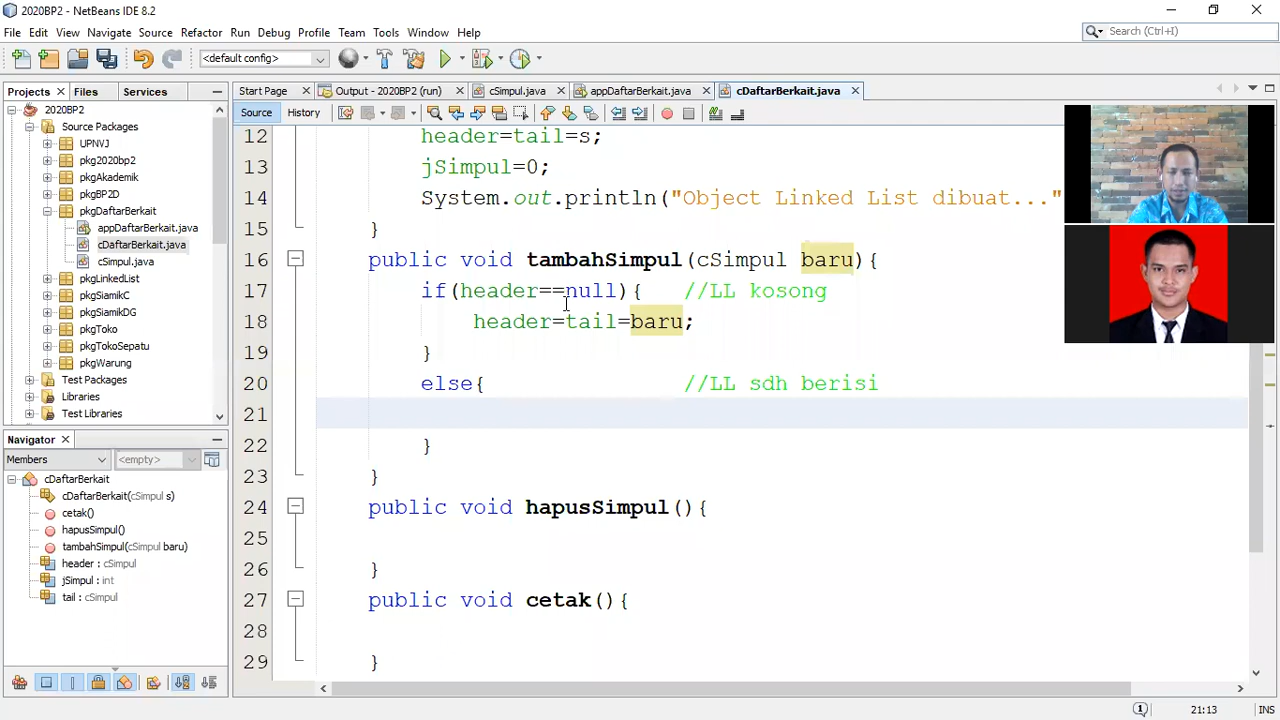 2020BP2 - NetBeans IDE 8.2
File Edit View Navigate Source Refactor Run Debug Profile Team Tools Window Help
Search (Ctrl+I)
<default config>
Projects Files Services
Start Page Output - 2020BP2 (run) cSimpul.java appDaftarBerkait.java cDaftarBerkait.java
Source History
2020BP2
Source Packages
UPNVJ
pkg2020bp2
pkgAkademik
pkgBP2D
pkgDaftarBerkait
appDaftarBerkait.java
cDaftarBerkait.java
cSimpul.java
pkgLinkedList
pkgSiamikC
pkgSiamikDG
pkgToko
pkgTokoSepatu
pkgWarung
Test Packages
Libraries
Test Libraries
Navigator
Members <empty>
cDaftarBerkait
cDaftarBerkait(cSimpul s)
cetak()
hapusSimpul()
tambahSimpul(cSimpul baru)
header : cSimpul
jSimpul : int
tail : cSimpul
12 header=tail=s;
13 jSimpul=0;
14 System.out.println("Object Linked List dibuat..."
15 }
16 public void tambahSimpul(cSimpul baru){
17 if(header==null){ //LL kosong
18 header=tail=baru;
19 }
20 else{ //LL sdh berisi
21
22 }
23 }
24 public void hapusSimpul(){
25
26 }
27 public void cetak(){
28
29 }
21:13 INS